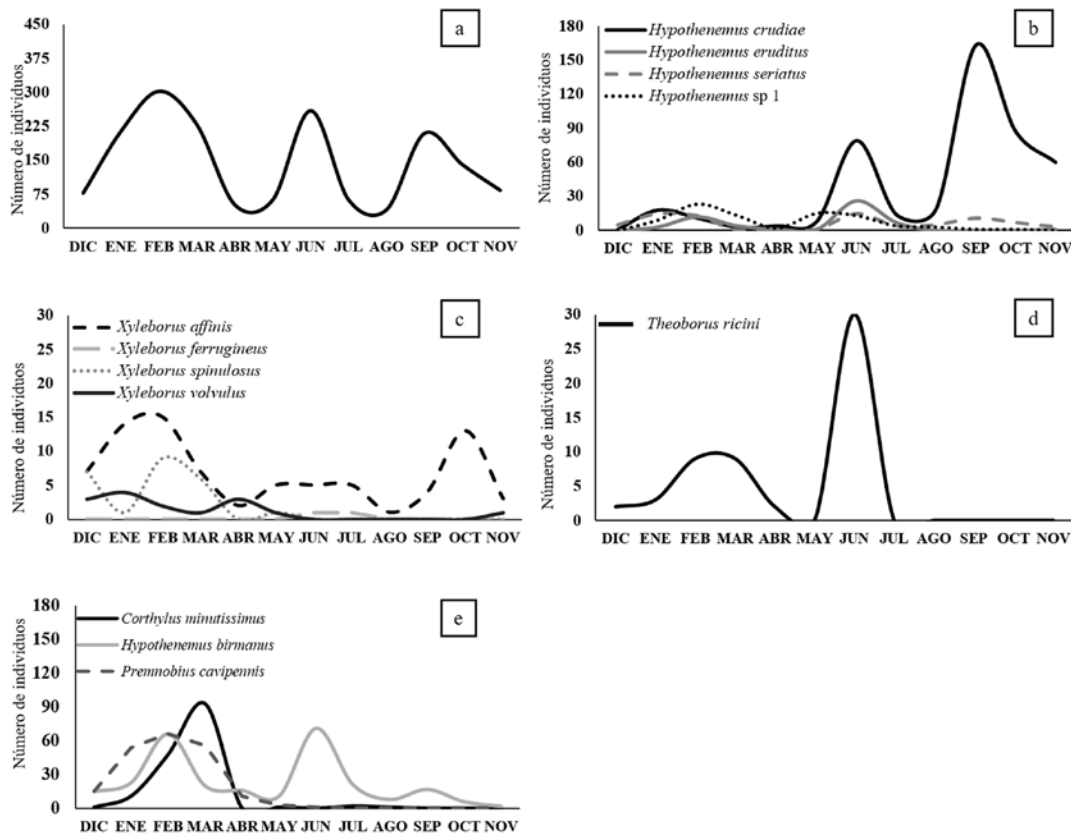 a
450
375
300
225
150
75
0
Número de individuos
DIC ENE FEB MAR ABR MAY JUN JUL AGO SEP OCT NOV
b
180
150
120
90
60
30
0
Número de individuos
Hypothenemus crudiae
Hypothenemus eruditus
Hypothenemus seriatus
Hypothenemus sp 1
DIC ENE FEB MAR ABR MAY JUN JUL AGO SEP OCT NOV
c
30
25
20
15
10
5
0
Número de individuos
Xyleborus affinis
Xyleborus ferrugineus
Xyleborus spinulosus
Xyleborus volvulus
DIC ENE FEB MAR ABR MAY JUN JUL AGO SEP OCT NOV
d
30
25
20
15
10
5
0
Número de individuos
Theoborus ricini
DIC ENE FEB MAR ABR MAY JUN JUL AGO SEP OCT NOV
e
180
150
120
90
60
30
0
Número de individuos
Corthylus minutissimus
Hypothenemus birmanus
Premnobius cavipennis
DIC ENE FEB MAR ABR MAY JUN JUL AGO SEP OCT NOV